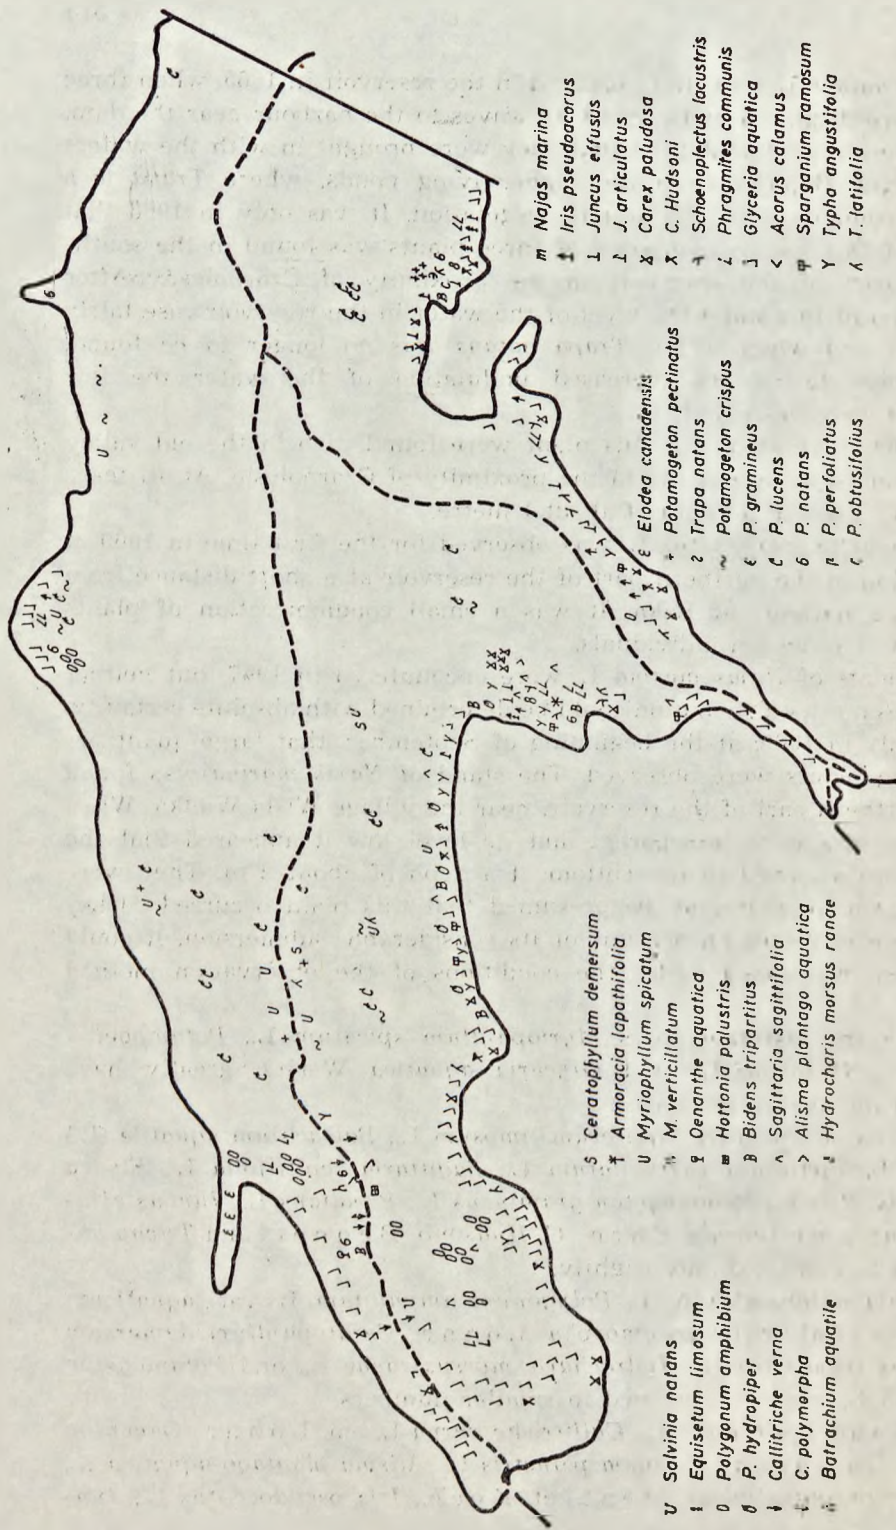 Salvinia natans
Equisetum limosum
Polygonum amphibium
P. hydropiper
Callitriche verna
C. polymorpha
Batrachium aquatile
Ceratophyllum demersum
Armoracia lapathifolia
Myriophyllum spicatum
M. verticillatum
Oenanthe aquatica
Hottonia palustris
Bidens tripartitus
Sagittaria sagittifolia
Alisma plantago aquatica
Hydrocharis morsus ranae
Elodea canadensis
Potamogeton pectinatus
Trapa natans
Potamogeton crispus
P. gramineus
P. lucens
P. natans
P. perfoliatus
P. obtusifolius
m Najas marina
Iris pseudoacorus
Juncus effusus
J. articulatus
Carex paludosa
C. Hudsoni
Schoenoplectus lacustris
Phragmites communis
Glyceria aquatica
Acorus calamus
Sparganium ramosum
Typha angustifolia
T. latifolia